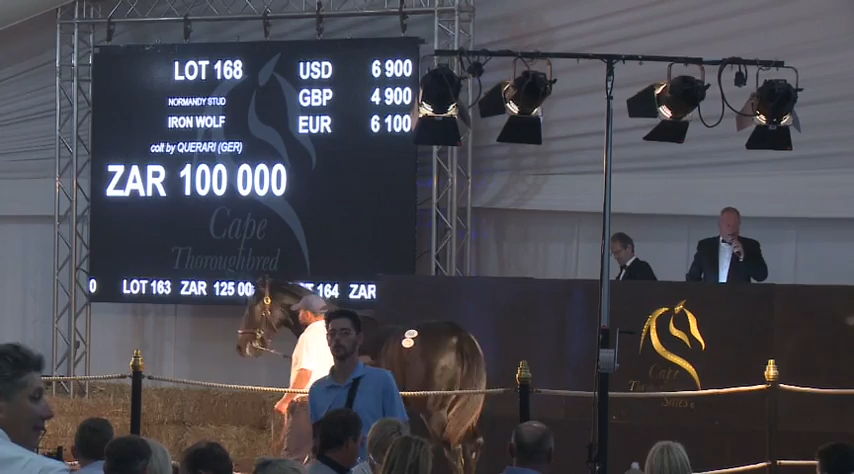 LOT 168
USD 6 900
NORMANDY STUD
GBP 4 900
IRON WOLF
EUR 6 100
colt by QUERARI (GER)
ZAR 100 000
Cape
Thoroughbred
0 LOT 163 ZAR 125 00 164 ZAR
Cape
Sales